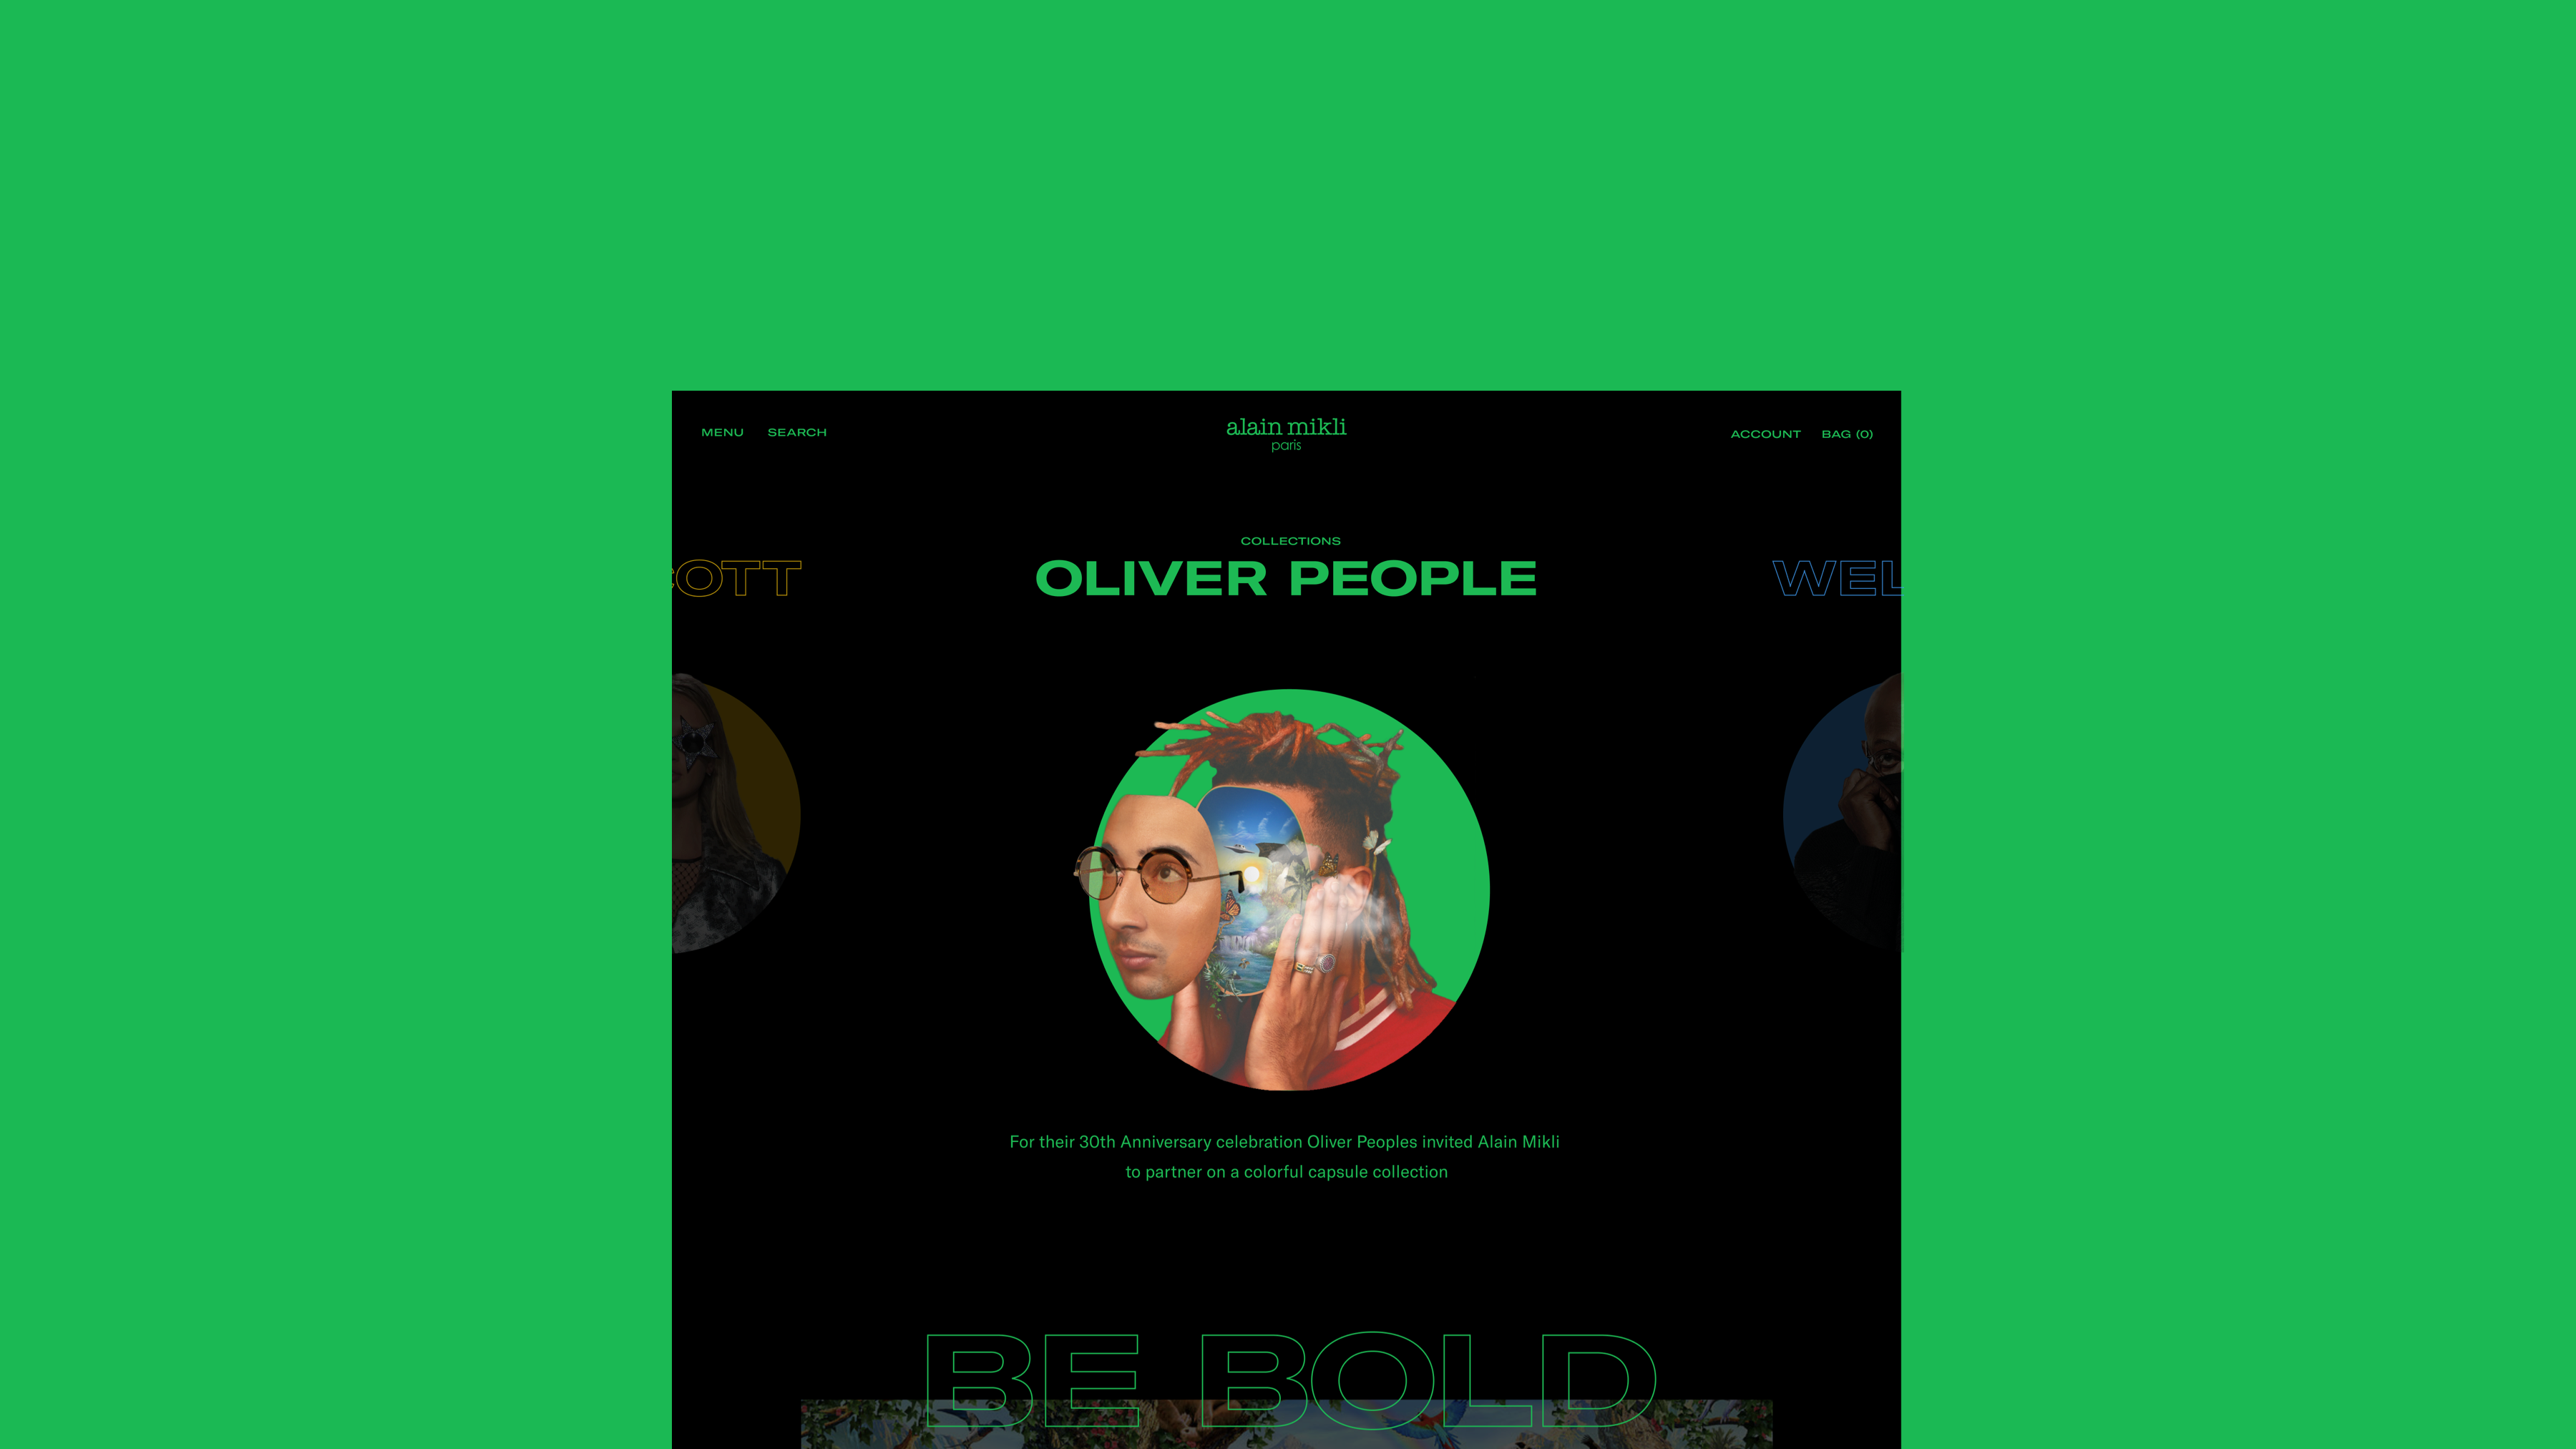 MENU SEARCH
alain mikli
paris
ACCOUNT BAG (0)
COLLECTIONS
OTT
OLIVER PEOPLE
WEL
For their 30th Anniversary celebration Oliver Peoples invited Alain Mikli
to partner on a colorful capsule collection
BE BOLD